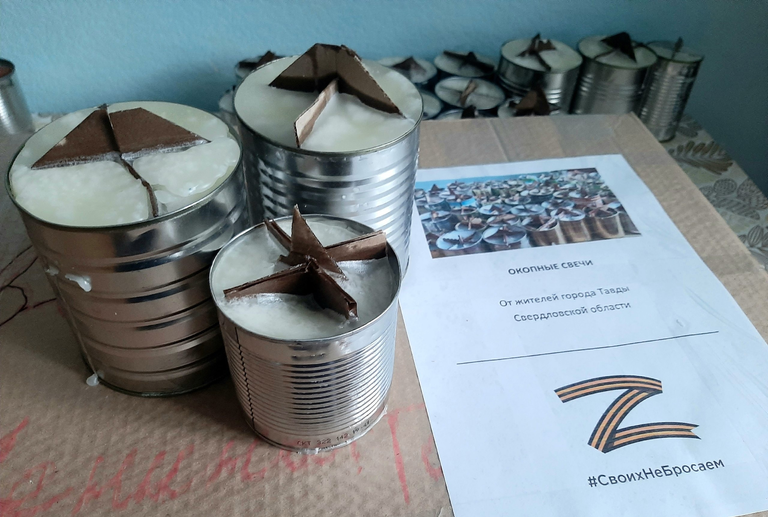 ОКОПНЫЕ СВЕЧИ
От жителей города Тавды
Свердловской области
Z
#СвоихНеБросаем